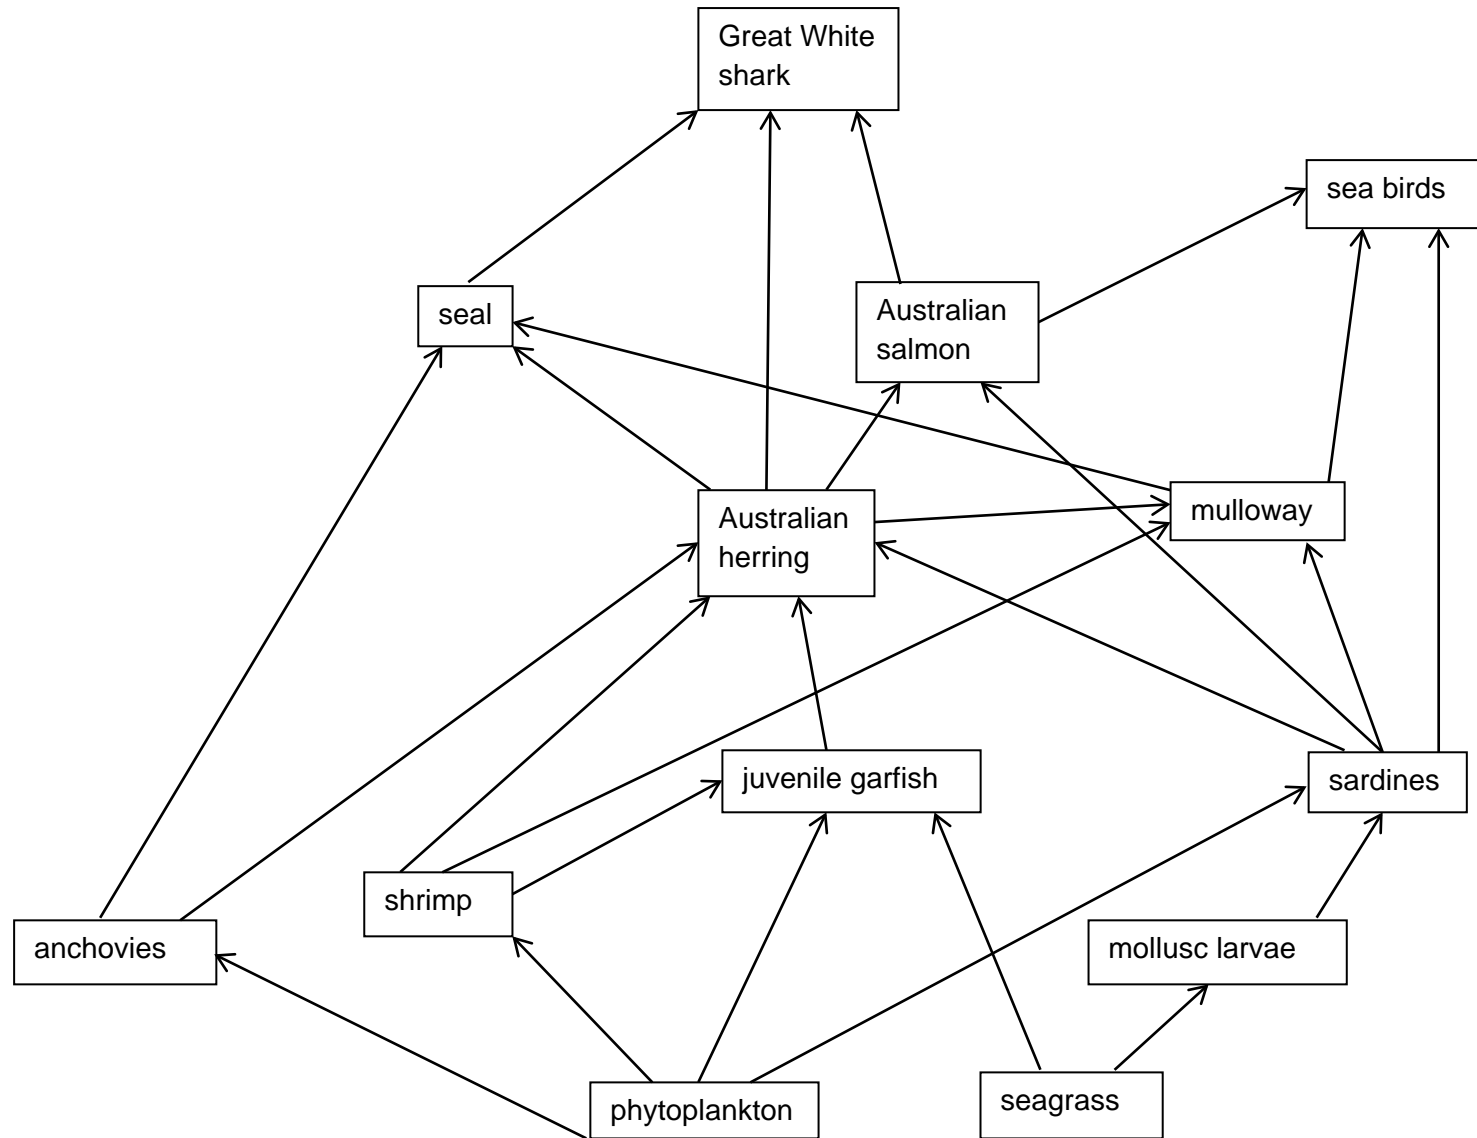 Great White
shark
sea birds
seal
Australian
salmon
Australian
herring
mulloway
juvenile garfish
sardines
shrimp
anchovies
mollusc larvae
phytoplankton
seagrass